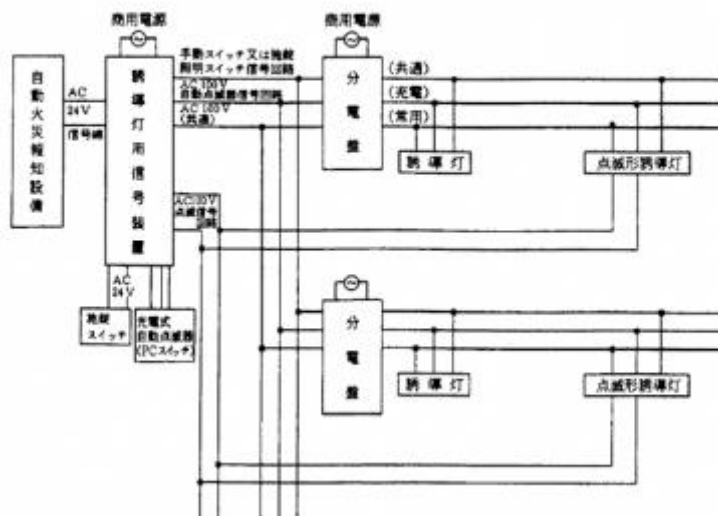 商用電源
商用電源
自動火災報知設備
AC
24V
信号線
誘導灯用信号装置
手動スイッチ又は施錠
照明スイッチ信号回路
AC100V
自動点滅器信号回路
AC100V
(共通)
AC100V
点滅信号
回路
AC
24V
施錠
スイッチ
光電式
自動点滅器
(PCスイッチ)
分電盤
(共通)
(充電)
(常用)
誘導灯
点滅形誘導灯
分電盤
誘導灯
点滅形誘導灯